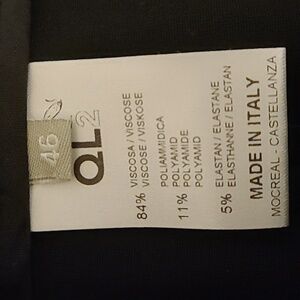 46
QL2
84% VISCOSA / VISCOSE
VISCOSE / VISKOSE
POLIAMMIDICA
POLYAMID
11% POLYAMIDE
POLYAMID
ELASTAN / ELASTANE
5% ELASTHANNE / ELASTAN
MADE IN ITALY
MOCREAL - CASTELLANZA